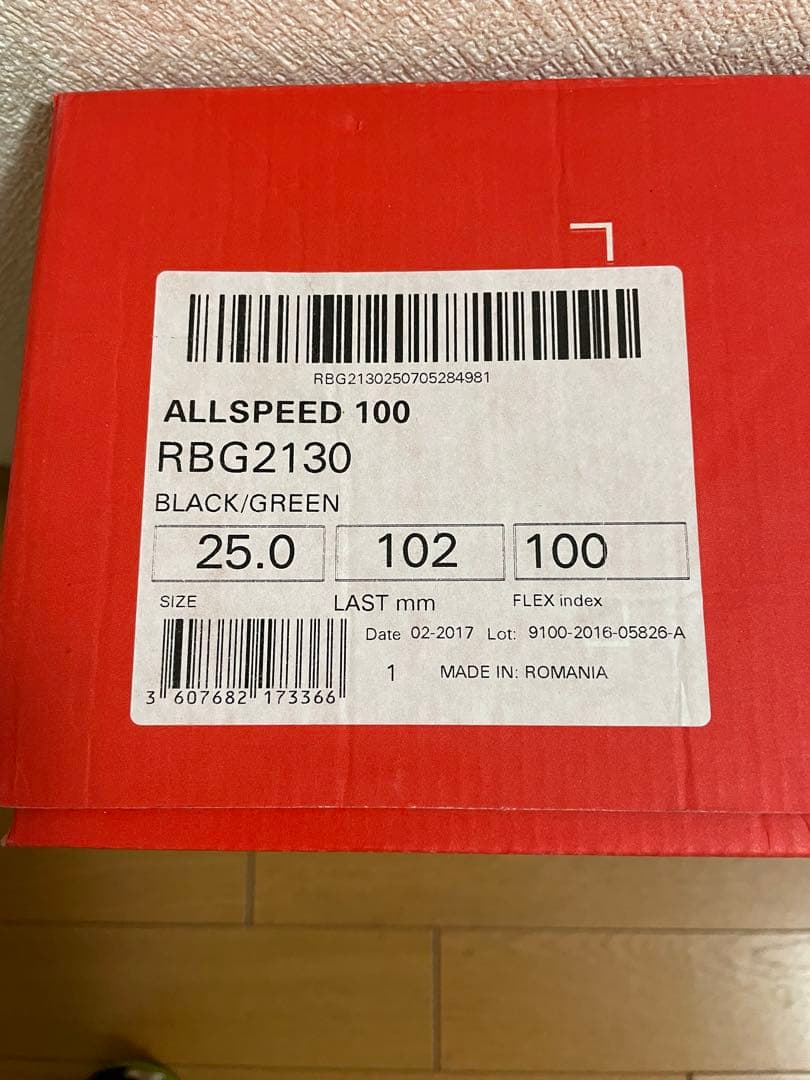 RBG2130250705284981
ALLSPEED 100
RBG2130
BLACK/GREEN
25.0 102 100
SIZE LAST mm FLEX index
Date 02-2017 Lot: 9100-2016-05826-A
1 MADE IN: ROMANIA
3 607682 173366